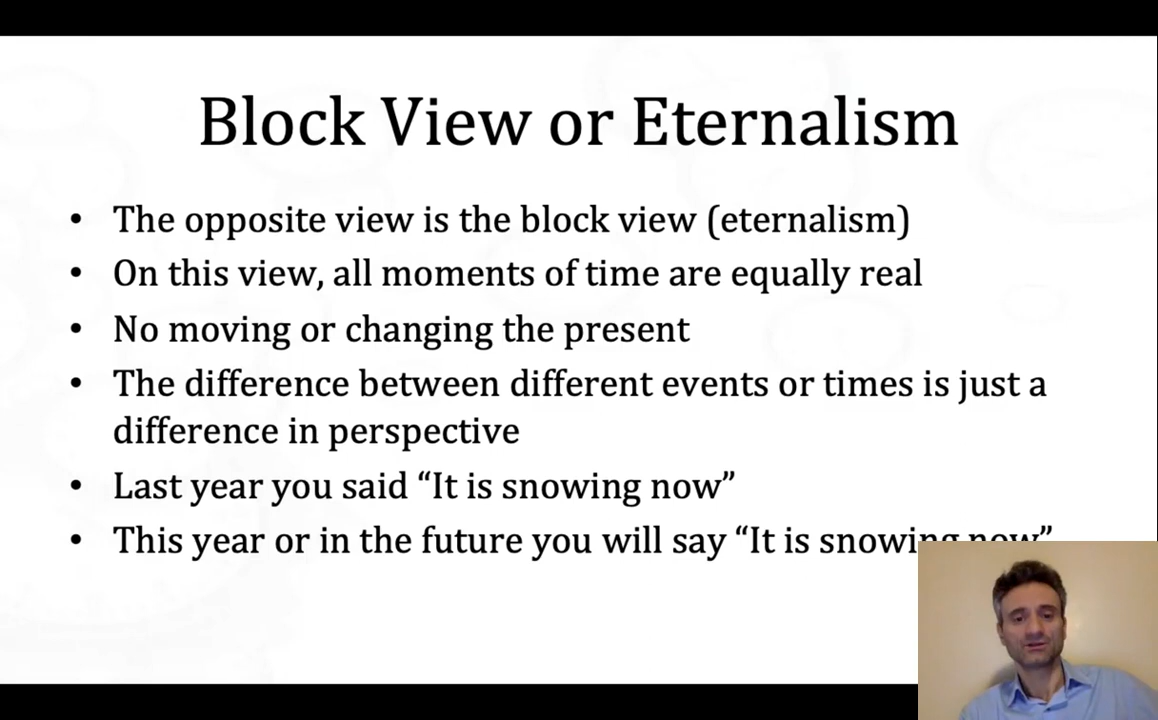 Block View or Eternalism
• The opposite view is the block view (eternalism)
• On this view, all moments of time are equally real
• No moving or changing the present
• The difference between different events or times is just a
difference in perspective
• Last year you said “It is snowing now”
• This year or in the future you will say “It is snowing now”